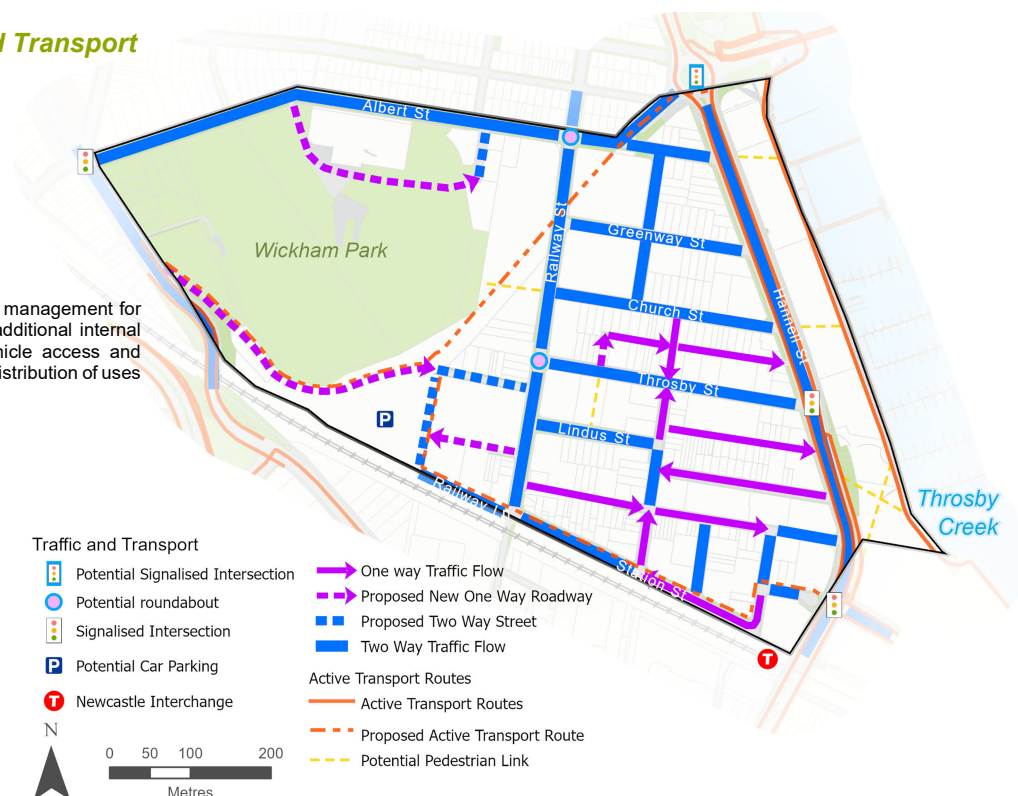 d Transport
Albert St
Wickham Park
Railway St
Greenway St
Church St
Hannell St
management for
additional internal
hicle access and
istribution of uses
Throsby St
P
Lindus St
Railway Ln
Throsby
Creek
Station St
T
Traffic and Transport
Potential Signalised Intersection
Potential roundabout
Signalised Intersection
P Potential Car Parking
T Newcastle Interchange
One way Traffic Flow
Proposed New One Way Roadway
Proposed Two Way Street
Two Way Traffic Flow
Active Transport Routes
Active Transport Routes
Proposed Active Transport Route
Potential Pedestrian Link
N
0 50 100 200
Metres